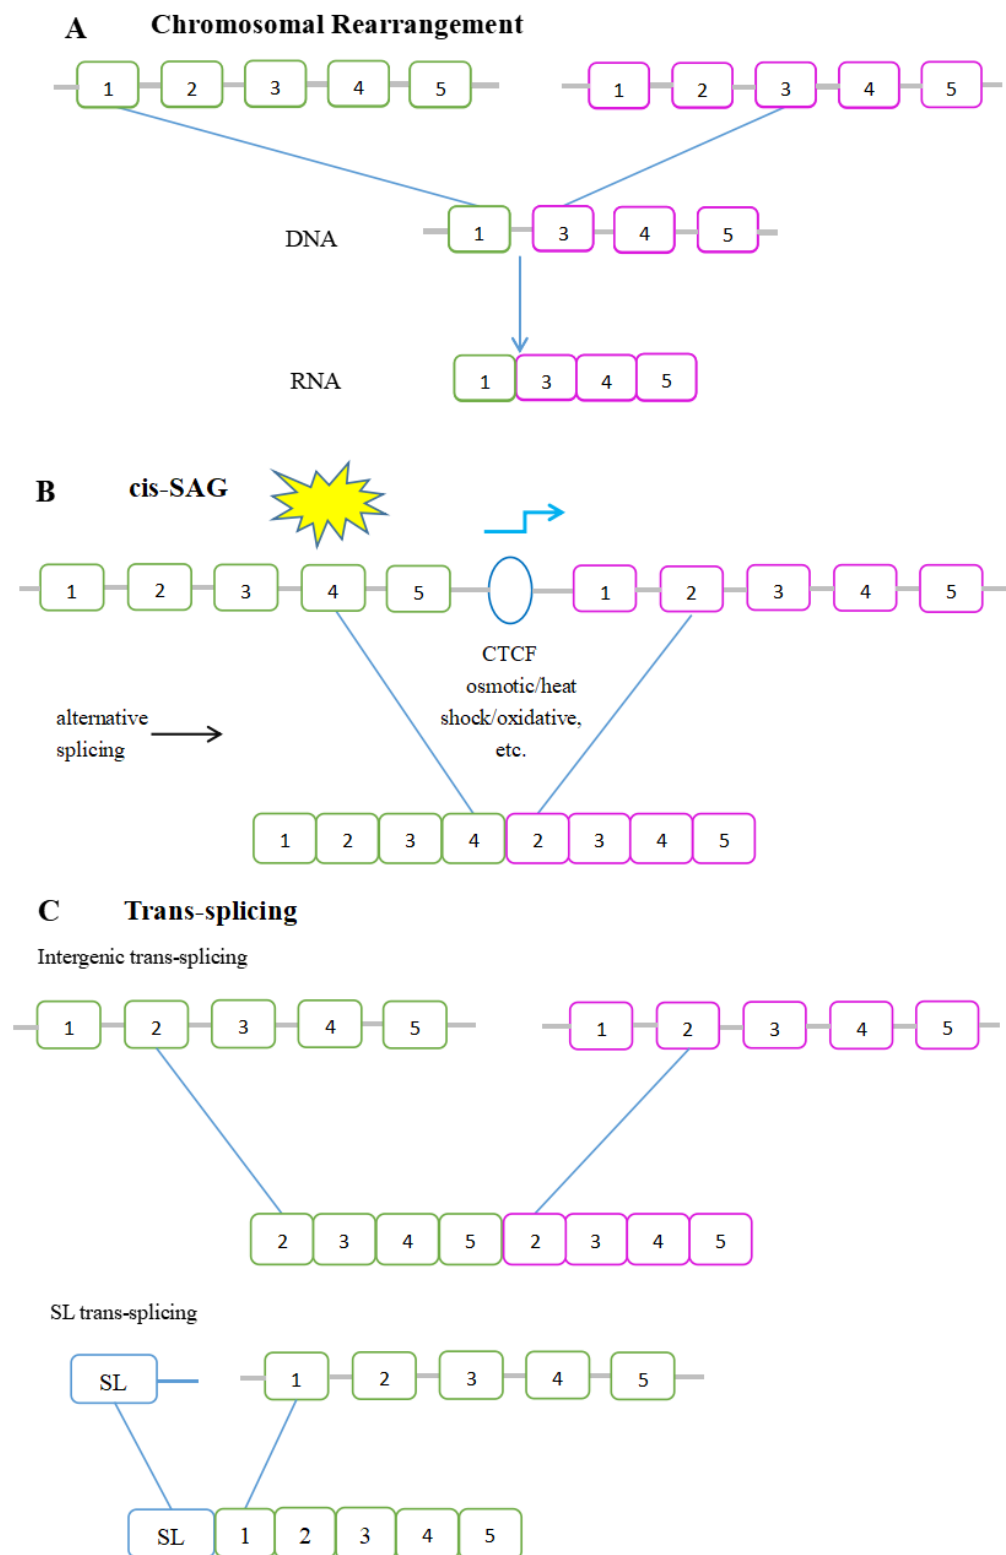 A Chromosomal Rearrangement
1 2 3 4 5 1 2 3 4 5
DNA 1 3 4 5
RNA 1 3 4 5
B cis-SAG
1 2 3 4 5 1 2 3 4 5
CTCF
osmotic/heat
shock/oxidative,
etc.
alternative
splicing
1 2 3 4 2 3 4 5
C Trans-splicing
Intergenic trans-splicing
1 2 3 4 5 1 2 3 4 5
2 3 4 5 2 3 4 5
SL trans-splicing
SL 1 2 3 4 5
SL 1 2 3 4 5